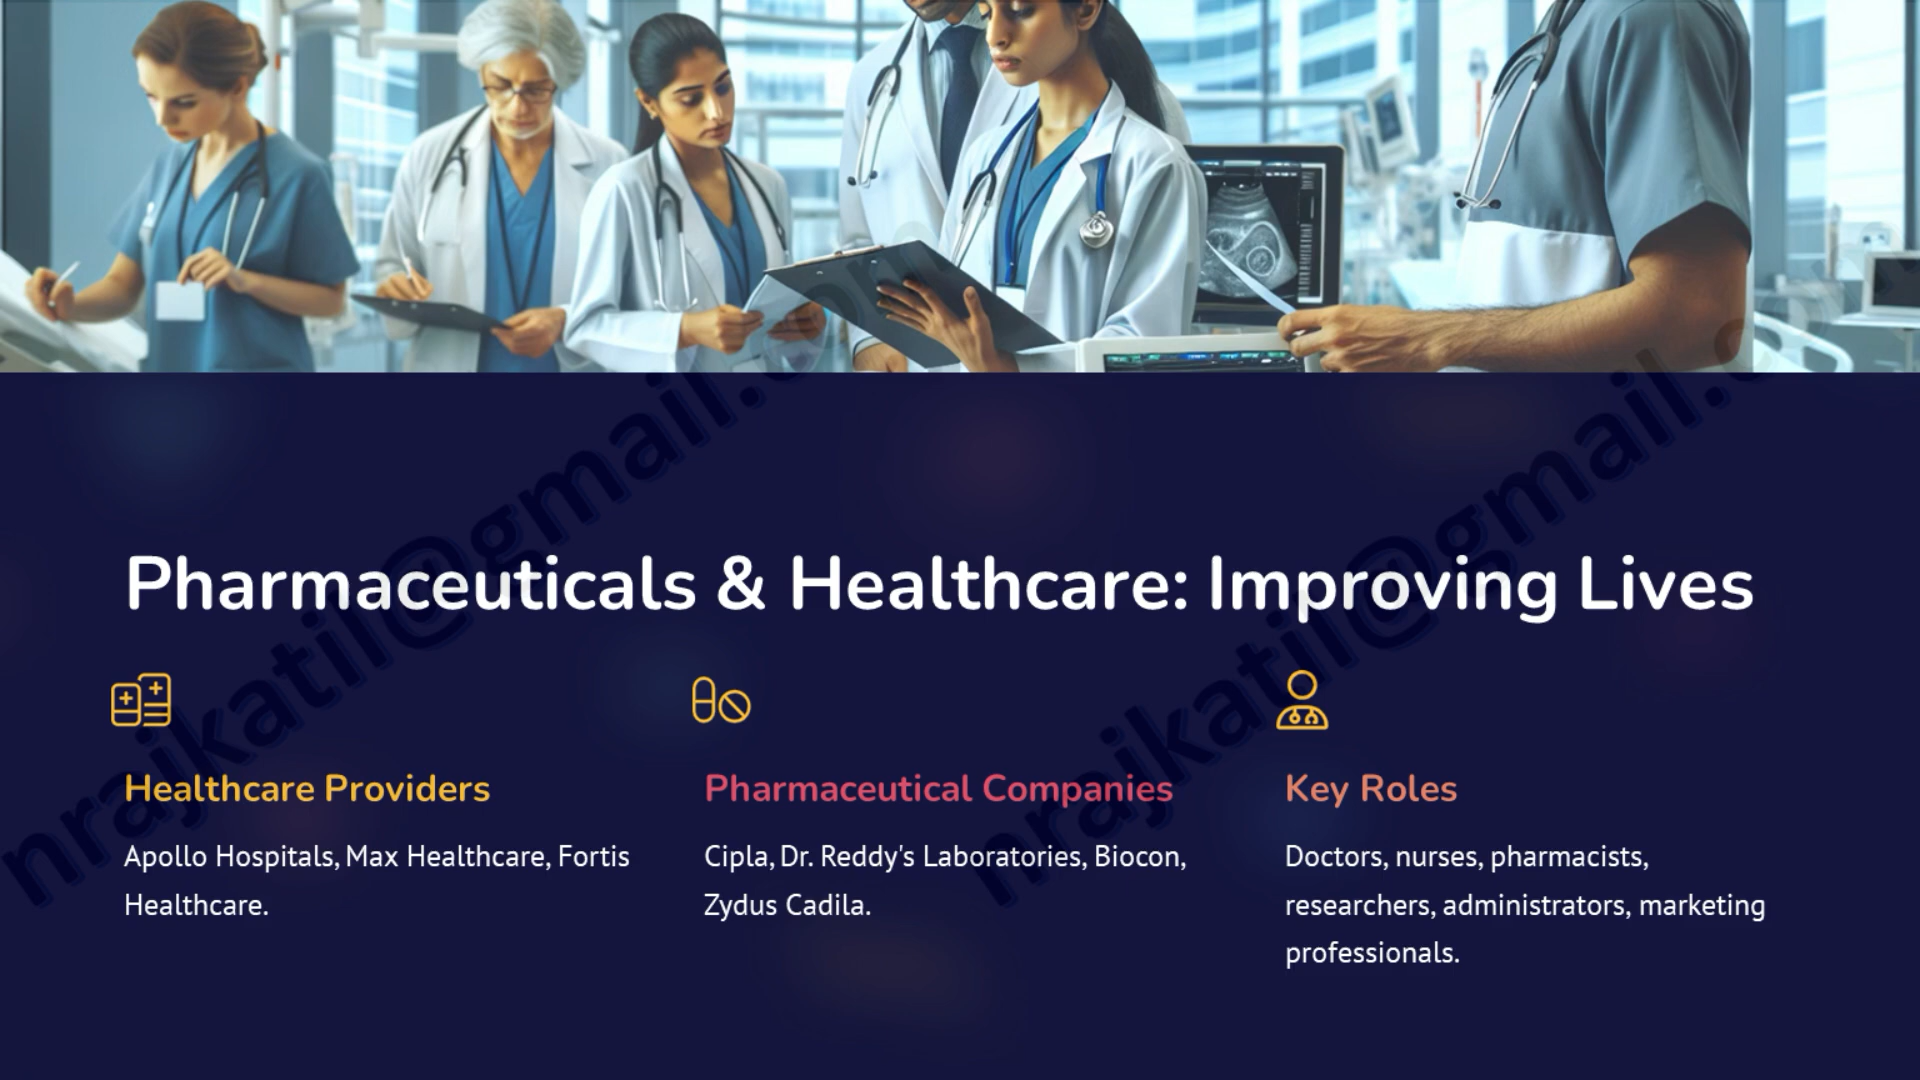 Pharmaceuticals & Healthcare: Improving Lives
Healthcare Providers
Apollo Hospitals, Max Healthcare, Fortis
Healthcare.
Pharmaceutical Companies
Cipla, Dr. Reddy's Laboratories, Biocon,
Zydus Cadila.
Key Roles
Doctors, nurses, pharmacists,
researchers, administrators, marketing
professionals.
nrajkatil@gmail.com
nrajkatil@gmail.c